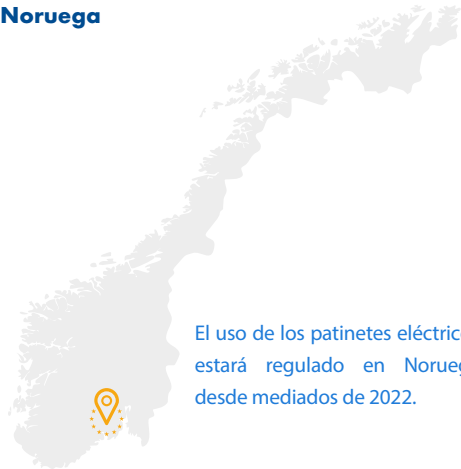 Noruega
El uso de los patinetes eléctric
estará regulado en Norueg
desde mediados de 2022.